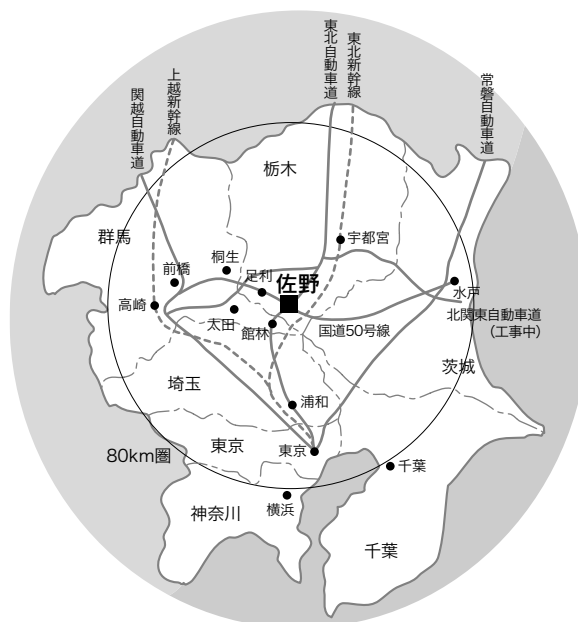 東北自動車道
東北新幹線
上越新幹線
関越自動車道
常磐自動車道
栃木
群馬
宇都宮
桐生
前橋
足利
佐野
水戸
高崎
太田
館林
国道50号線
北関東自動車道
(工事中)
茨城
埼玉
浦和
東京
東京
80km圏
千葉
横浜
神奈川
千葉